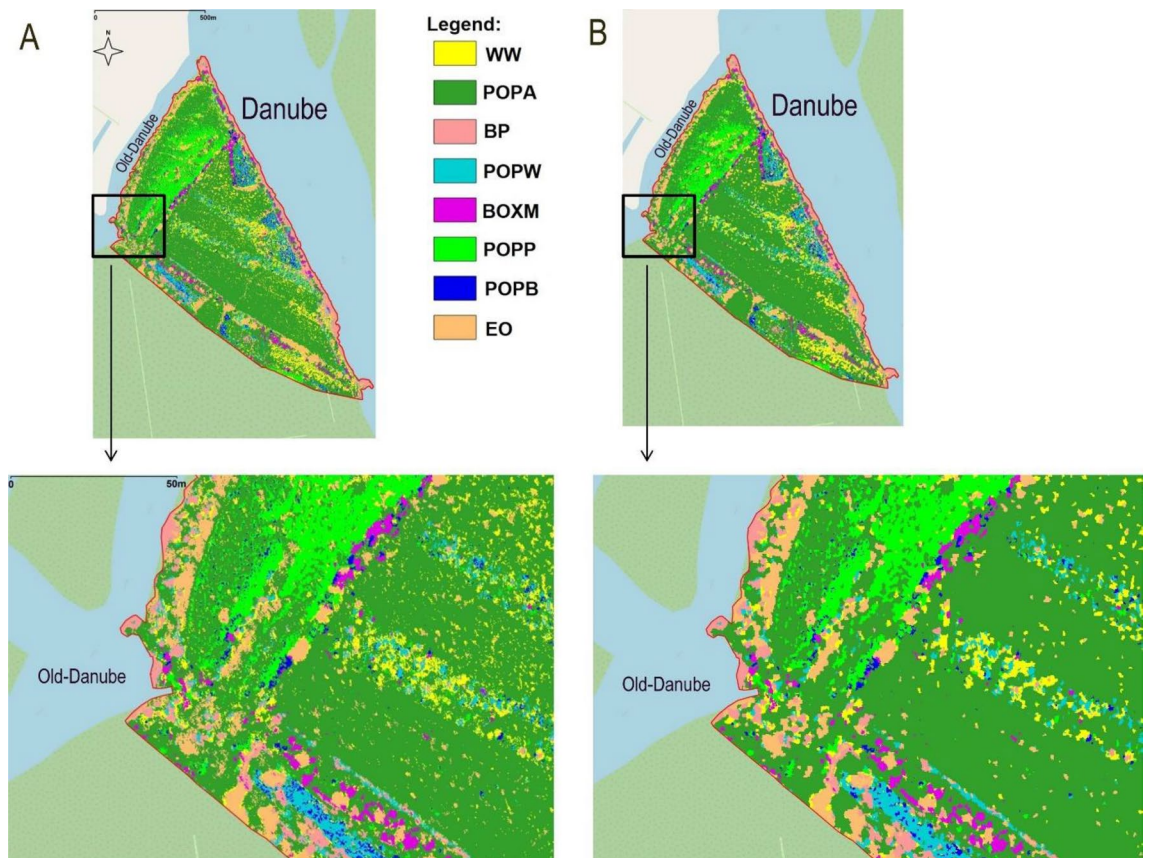 A
0 500m
N
Danube
Old-Danube
Legend:
WW
POPA
BP
POPW
BOXM
POPP
POPB
EO
B
Danube
Old-Danube
0 50m
Old-Danube
Old-Danube